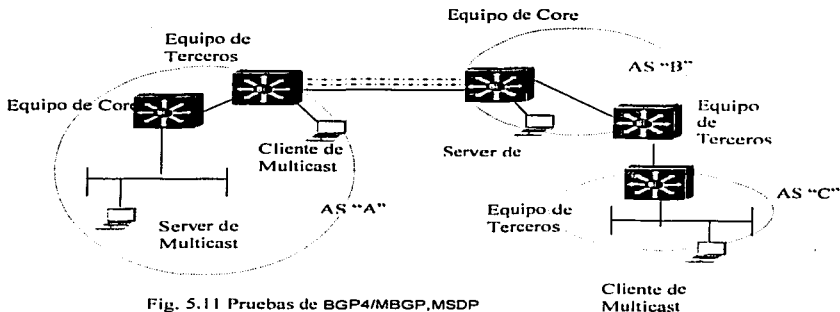 Equipo de
Terceros
Equipo de Core
Equipo de Core
AS “B”
Equipo
de
Terceros
Cliente de
Multicast
Server de
AS “A”
Server de
Multicast
Equipo de
Terceros
AS “C”
Cliente de
Multicast
Fig. 5.11 Pruebas de BGP4/MBGP,MSDP